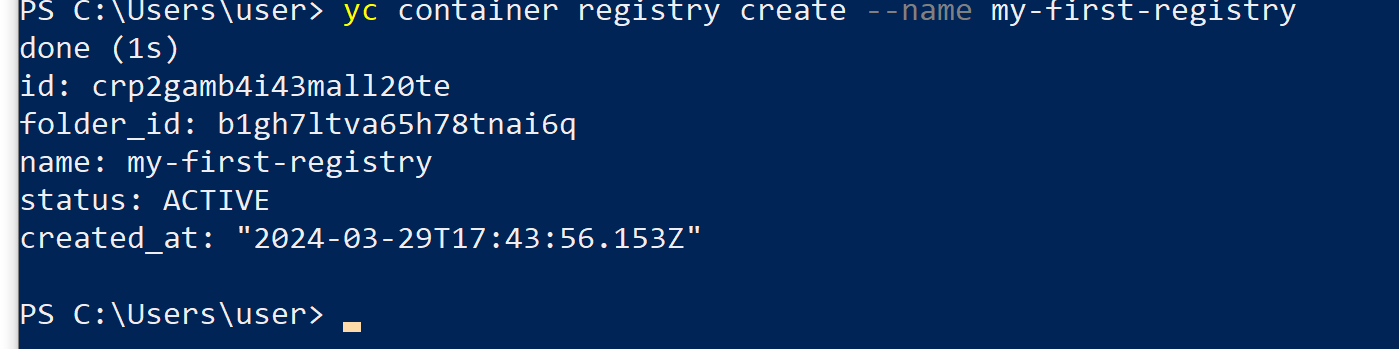 PS C:\Users\user> yc container registry create --name my-first-registry
done (1s)
id: crp2gamb4i43mall20te
folder_id: b1gh7ltva65h78tnai6q
name: my-first-registry
status: ACTIVE
created_at: "2024-03-29T17:43:56.153Z"
PS C:\Users\user>